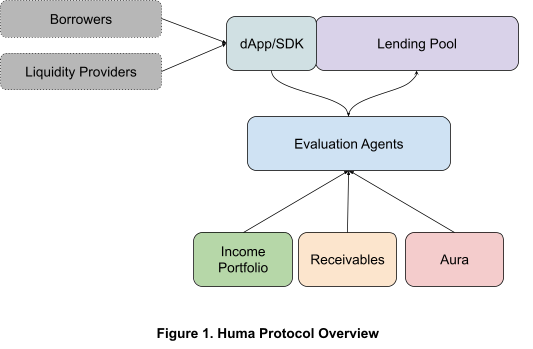 Borrowers
Liquidity Providers
dApp/SDK
Lending Pool
Evaluation Agents
Income
Portfolio
Receivables
Aura
Figure 1. Huma Protocol Overview